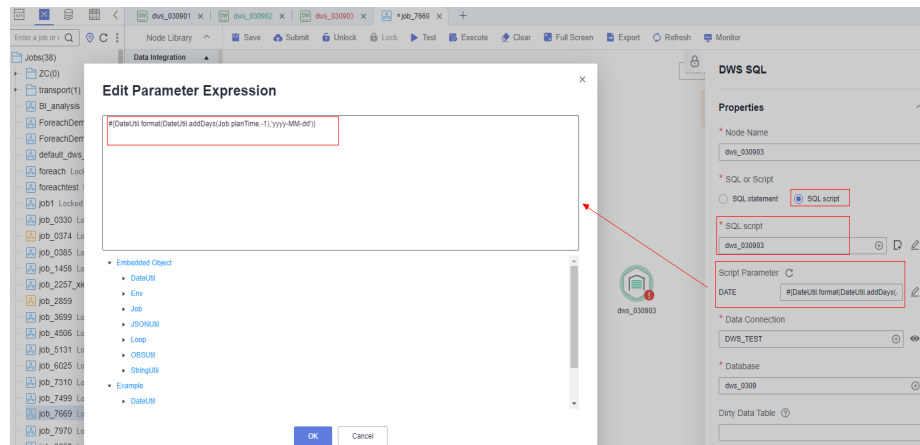 dws_030901 ×
dws_030902 ×
dws_030903 ×
*job_7669 ×
+
Enter a job or
Node Library
Save
Submit
Unlock
Lock
Test
Execute
Clear
Full Screen
Export
Refresh
Monitor
Jobs(38)
ZC(0)
transport(1)
BI_analysis
ForeachDem
ForeachDem
default_dws_
foreach Loc
foreachtest
job1 Locked
job_0330 Lo
job_0374 Lo
job_0385 Lo
job_1458 Lo
job_2257_xie
job_2859
job_3699 Lo
job_4506 Lo
job_5131 Lo
job_6025 Lo
job_7310 Lo
job_7499 Lo
job_7669 Lo
job_7970 Lo
Data Integration
Edit Parameter Expression
×
#{DateUtil.format(DateUtil.addDays(Job.planTime,-1),'yyyy-MM-dd')}
Embedded Object
DateUtil
Env
Job
JSONUtil
Loop
OBSUtil
StringUtil
Example
DateUtil
OK
Cancel
dws_030903
DWS SQL
Properties
* Node Name
dws_030903
* SQL or Script
SQL statement
SQL script
* SQL script
dws_030903
Script Parameter
DATE
#{DateUtil.format(DateUtil.addDays(.
* Data Connection
DWS_TEST
* Database
dws_0309
Dirty Data Table